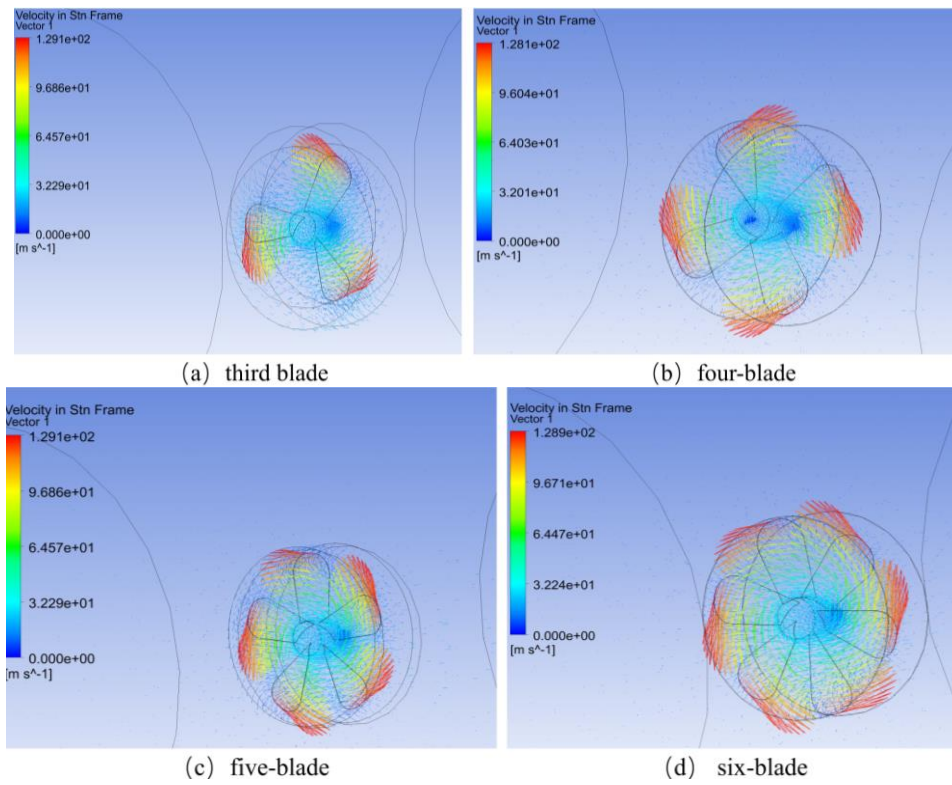 Velocity in Stn Frame
Vector 1
1.291e+02
9.686e+01
6.457e+01
3.229e+01
0.000e+00
[m s^-1]
(a) third blade
Velocity in Stn Frame
Vector 1
1.281e+02
9.604e+01
6.403e+01
3.201e+01
0.000e+00
[m s^-1]
(b) four-blade
Velocity in Stn Frame
Vector 1
1.291e+02
9.686e+01
6.457e+01
3.229e+01
0.000e+00
[m s^-1]
(c) five-blade
Velocity in Stn Frame
Vector 1
1.289e+02
9.671e+01
6.447e+01
3.224e+01
0.000e+00
[m s^-1]
(d) six-blade